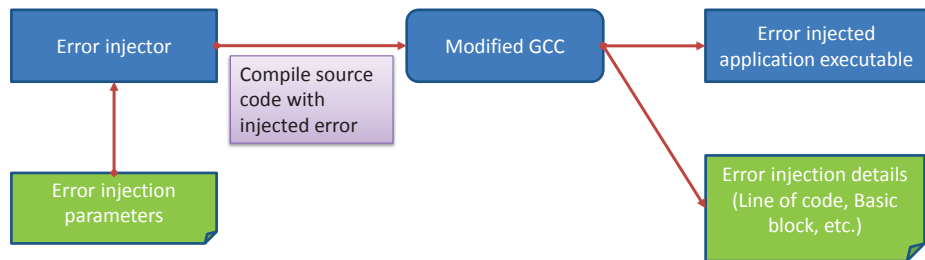 Error injector
Compile source
code with
injected error
Modified GCC
Error injected
application executable
Error injection
parameters
Error injection details
(Line of code, Basic
block, etc.)